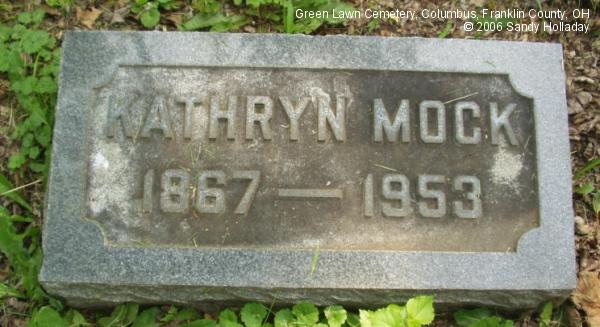 Green Lawn Cemetery, Columbus, Franklin County, OH
© 2006 Sandy Holladay
KATHRYN MOCK
1867 — 1953